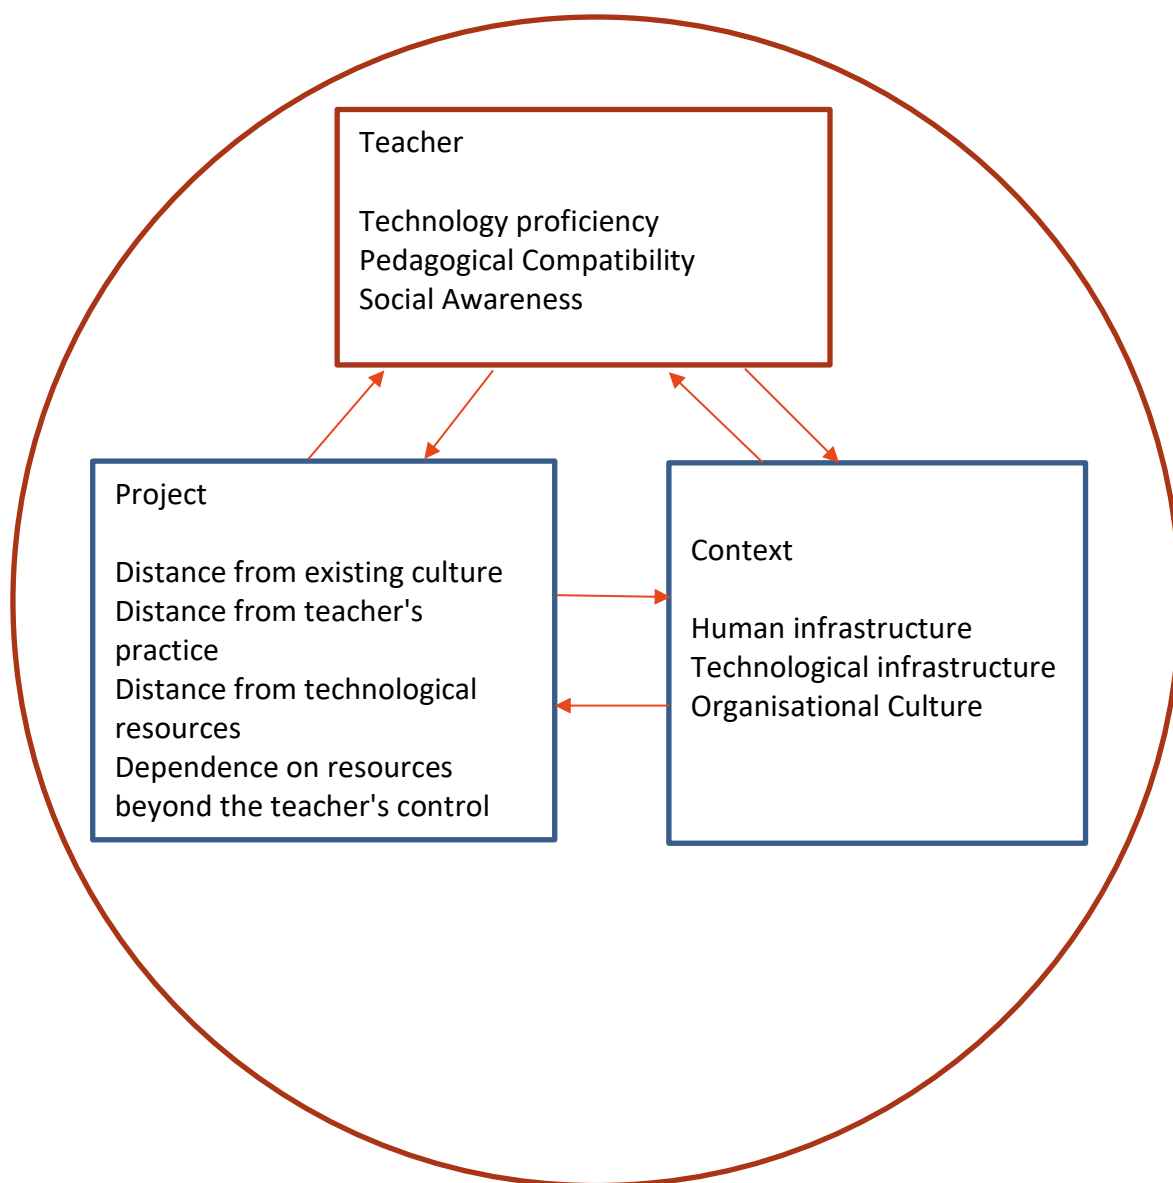 Teacher
Technology proficiency
Pedagogical Compatibility
Social Awareness
Project
Distance from existing culture
Distance from teacher's
practice
Distance from technological
resources
Dependence on resources
beyond the teacher's control
Context
Human infrastructure
Technological infrastructure
Organisational Culture